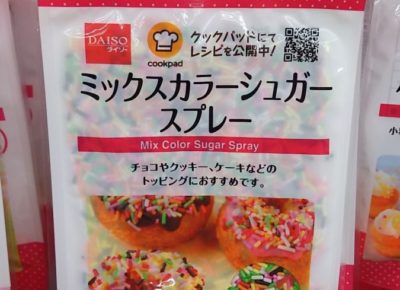 DAISO
ダイソー
cookpad
クックパッドにて
レシピを公開中!
ミックスカラーシュガー
スプレー
Mix Color Sugar Spray
チョコやクッキー、ケーキなどの
トッピングにおすすめです。